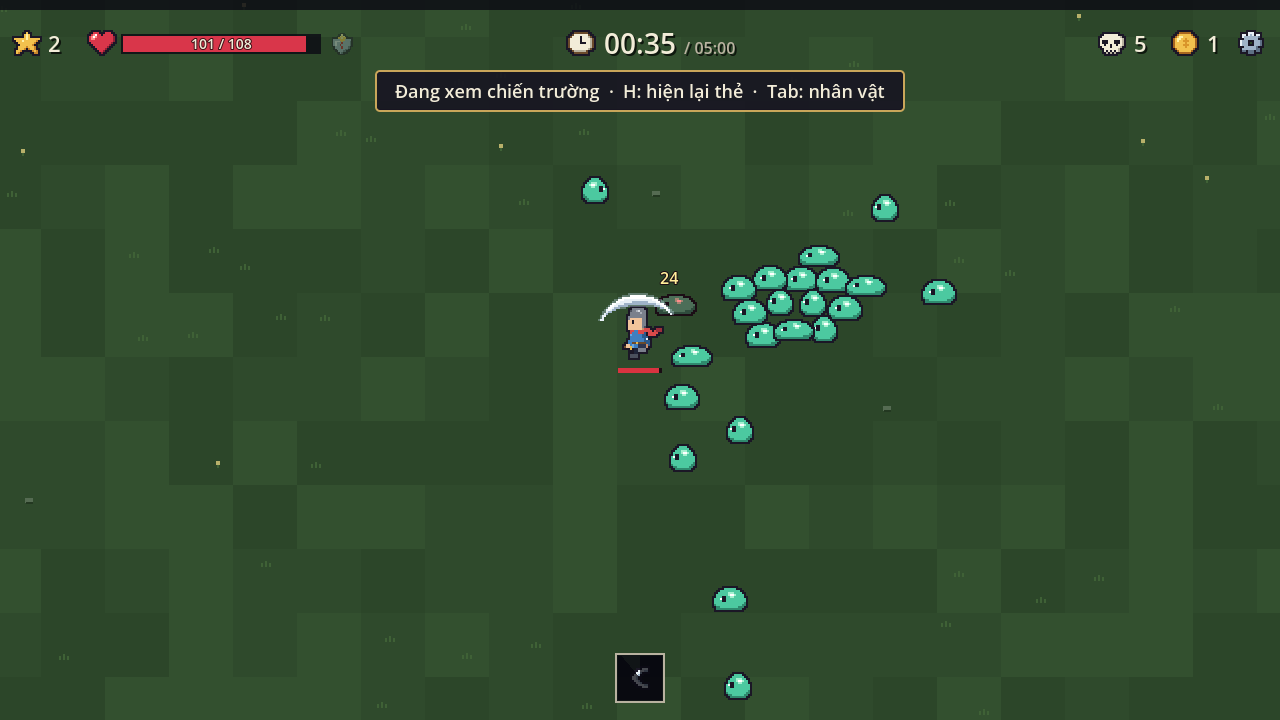 2
101 / 108
00:35 / 05:00
5
1
Đang xem chiến trường · H: hiện lại thẻ · Tab: nhân vật
24